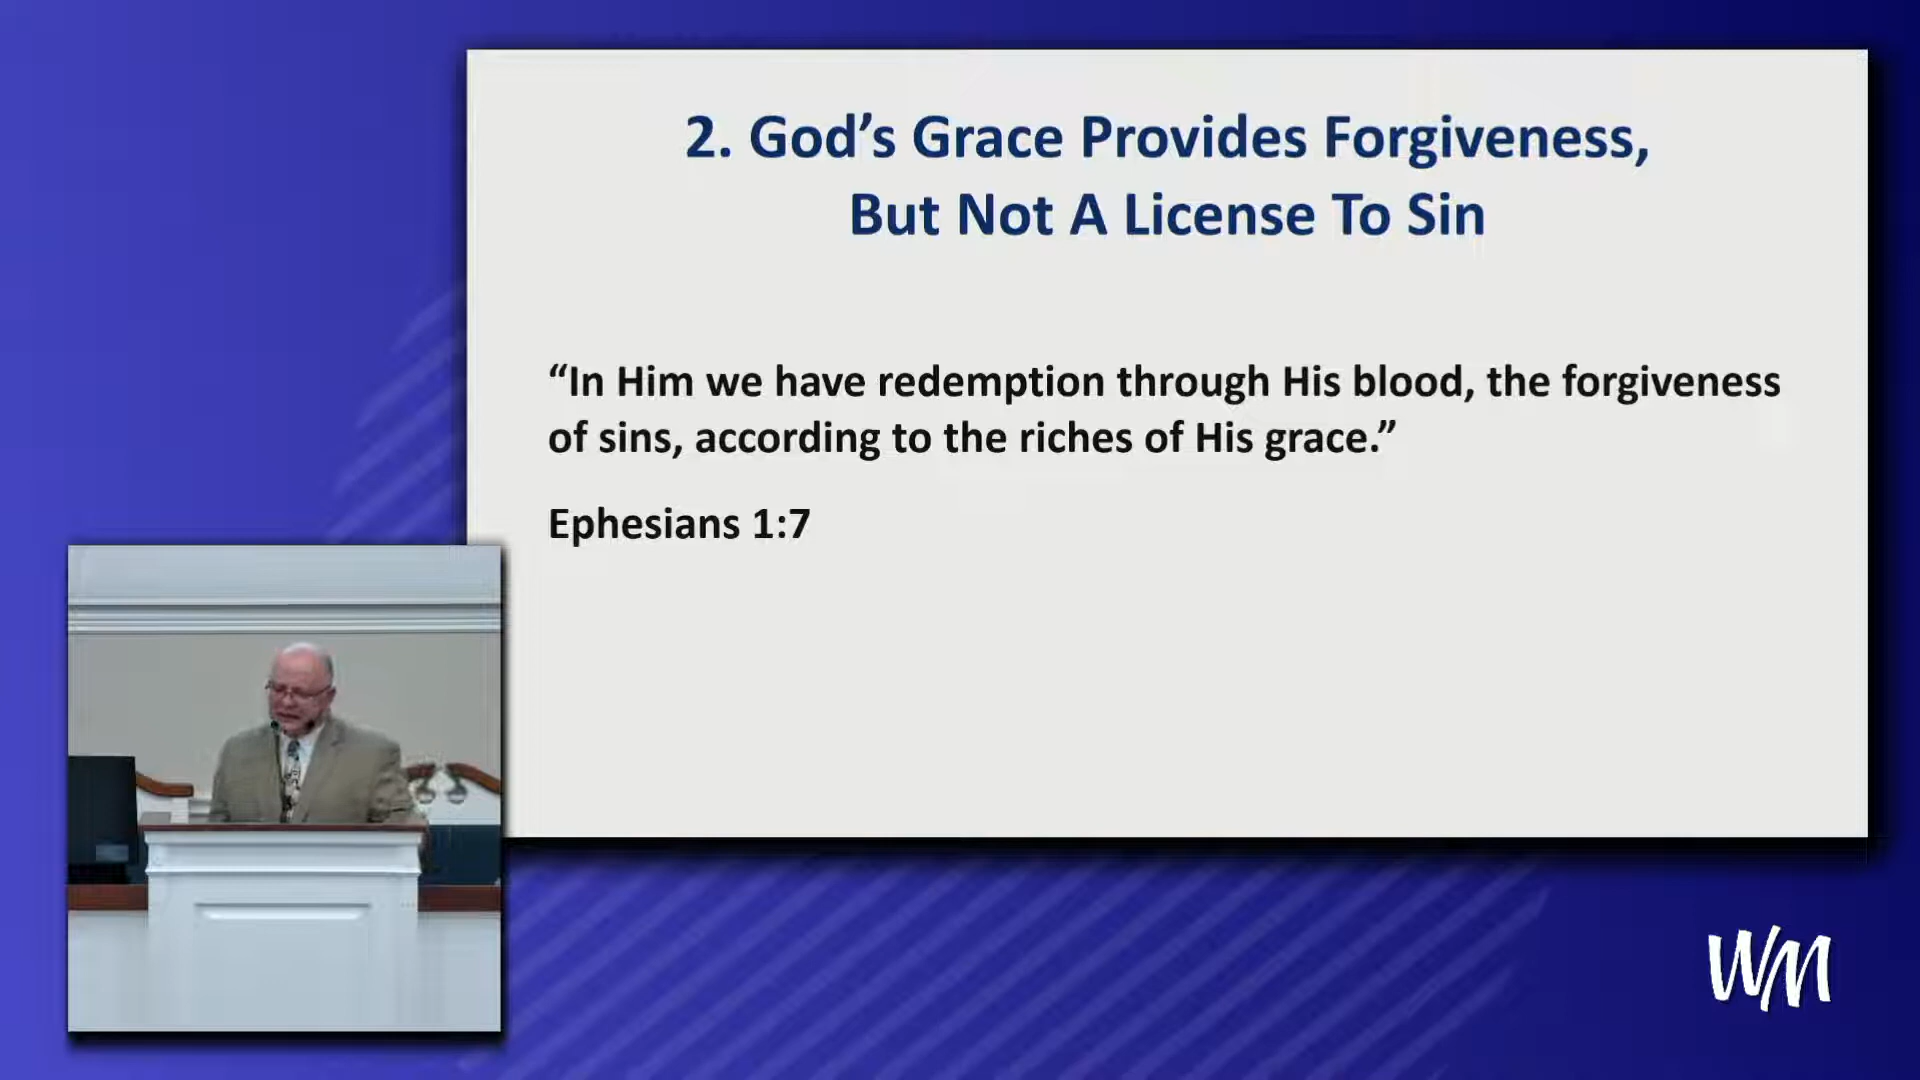 2. God’s Grace Provides Forgiveness,
But Not A License To Sin
“In Him we have redemption through His blood, the forgiveness
of sins, according to the riches of His grace.”
Ephesians 1:7
WM